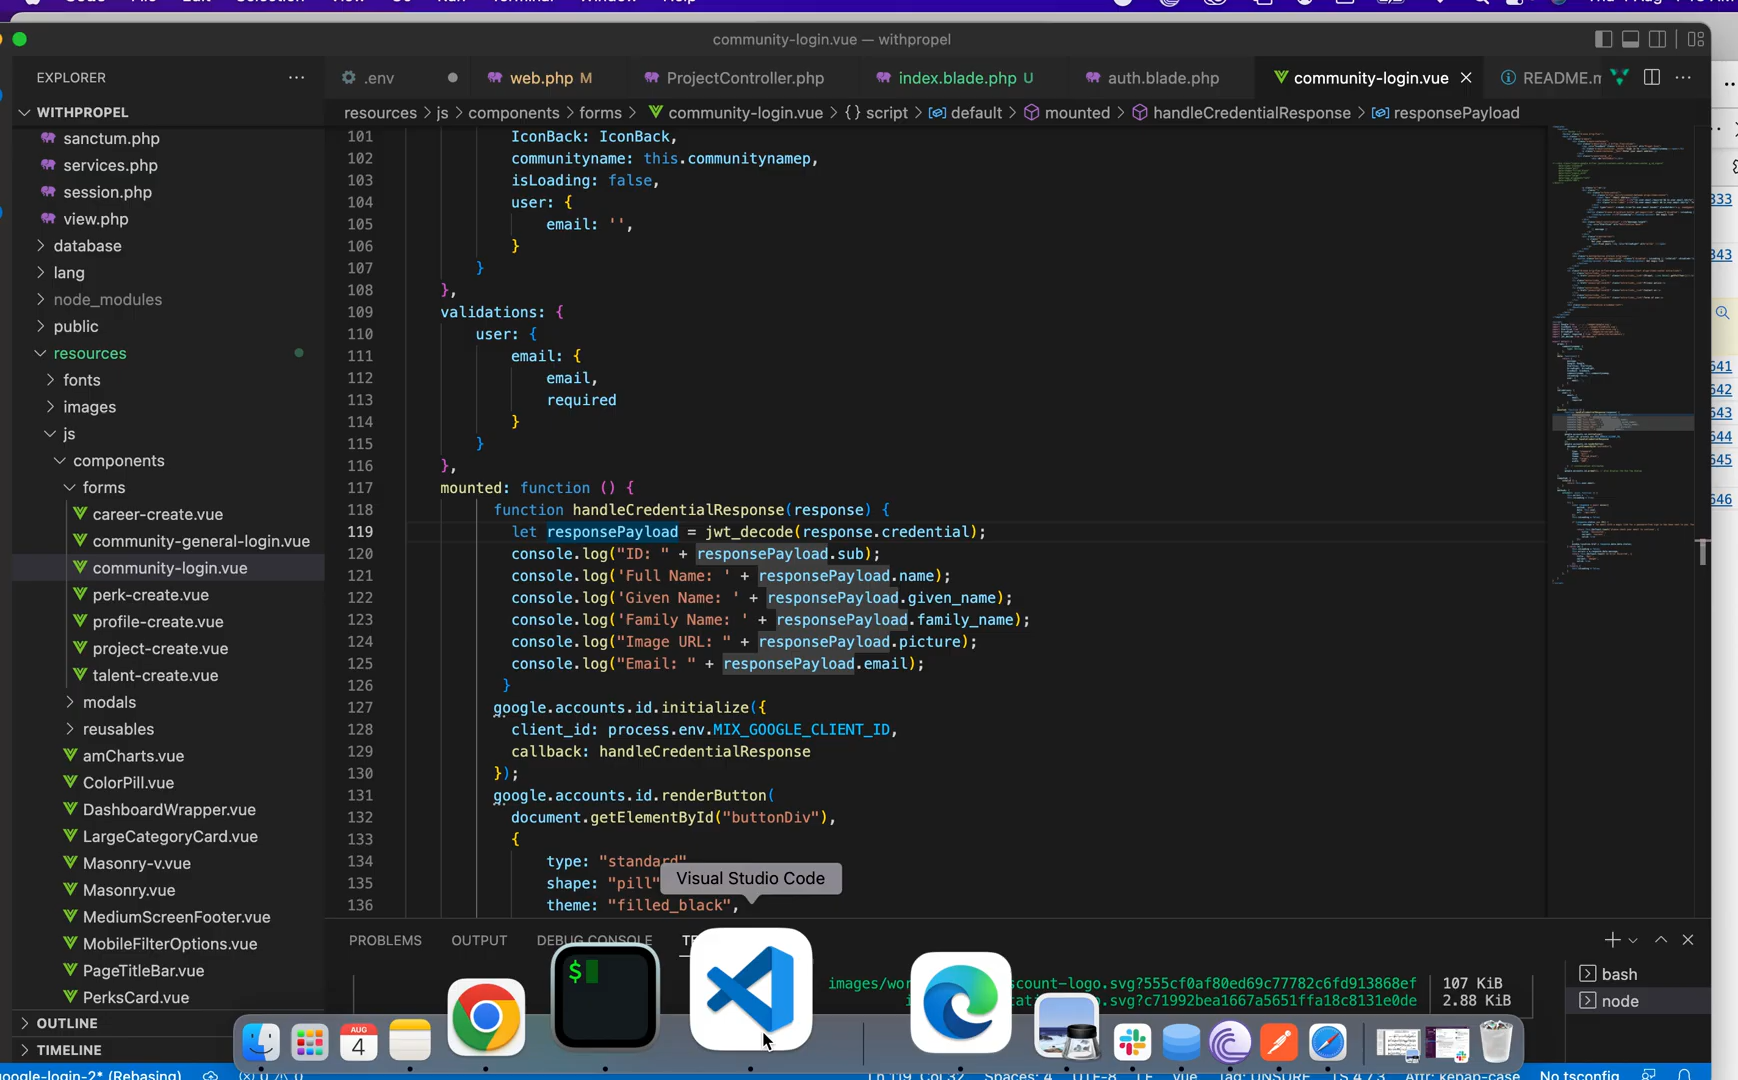 community-login.vue — withpropel
EXPLORER
.env
web.php M
ProjectController.php
index.blade.php U
auth.blade.php
community-login.vue
WITHPROPEL
resources > js > components > forms > community-login.vue > {} script > default > mounted > handleCredentialResponse > responsePayload
sanctum.php
services.php
session.php
view.php
database
lang
node_modules
public
resources
fonts
images
js
components
forms
career-create.vue
community-general-login.vue
community-login.vue
perk-create.vue
profile-create.vue
project-create.vue
talent-create.vue
modals
reusables
amCharts.vue
ColorPill.vue
DashboardWrapper.vue
LargeCategoryCard.vue
Masonry-v.vue
Masonry.vue
MediumScreenFooter.vue
MobileFilterOptions.vue
PageTitleBar.vue
PerksCard.vue
OUTLINE
TIMELINE
101 IconBack: IconBack,
102 communityname: this.communitynamep,
103 isLoading: false,
104 user: {
105 email: '',
106 }
107 }
108 },
109 validations: {
110 user: {
111 email: {
112 email,
113 required
114 }
115 }
116 },
117 mounted: function () {
118 function handleCredentialResponse(response) {
119 let responsePayload = jwt_decode(response.credential);
120 console.log("ID: " + responsePayload.sub);
121 console.log('Full Name: ' + responsePayload.name);
122 console.log('Given Name: ' + responsePayload.given_name);
123 console.log('Family Name: ' + responsePayload.family_name);
124 console.log("Image URL: " + responsePayload.picture);
125 console.log("Email: " + responsePayload.email);
126 }
127 google.accounts.id.initialize({
128 client_id: process.env.MIX_GOOGLE_CLIENT_ID,
129 callback: handleCredentialResponse
130 });
131 google.accounts.id.renderButton(
132 document.getElementById("buttonDiv"),
133 {
134 type: "standard"
135 shape: "pill"
136 theme: "filled_black",
Visual Studio Code
PROBLEMS
OUTPUT
DEBUG CONSOLE
107 KiB
2.88 KiB
bash
node
AUG
4
$
333
343
641
642
643
644
645
646